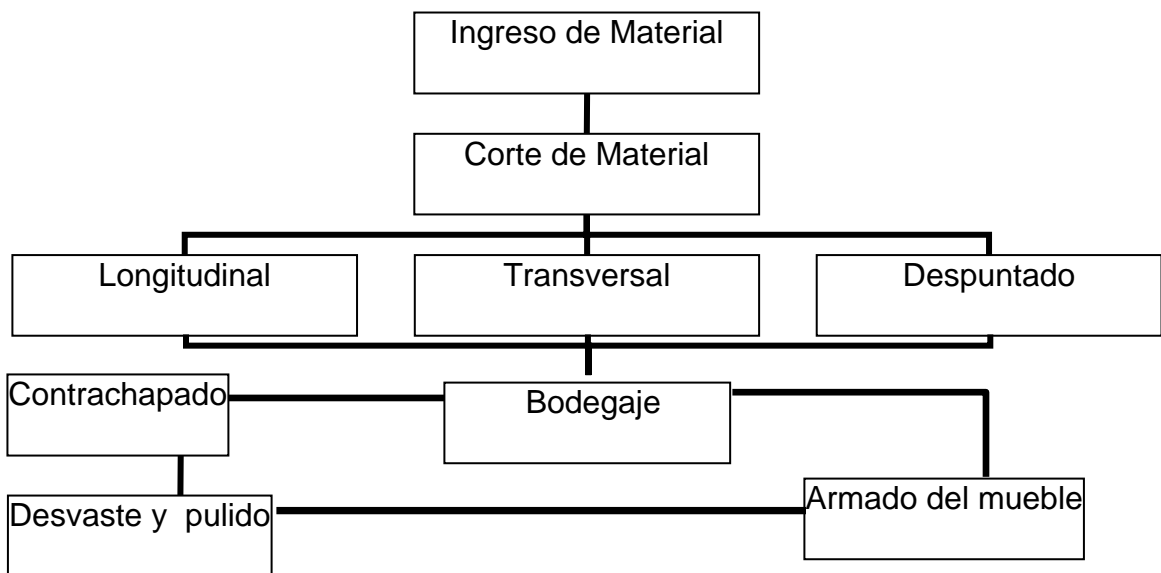 Ingreso de Material
Corte de Material
Longitudinal
Transversal
Despuntado
Contrachapado
Bodegaje
Desvaste y  pulido
Armado del mueble